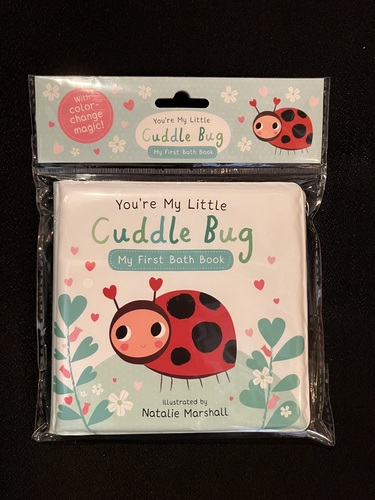 With
color-
change
magic!
You're My Little
Cuddle Bug
My First Bath Book
You're My Little
Cuddle Bug
My First Bath Book
Illustrated by
Natalie Marshall